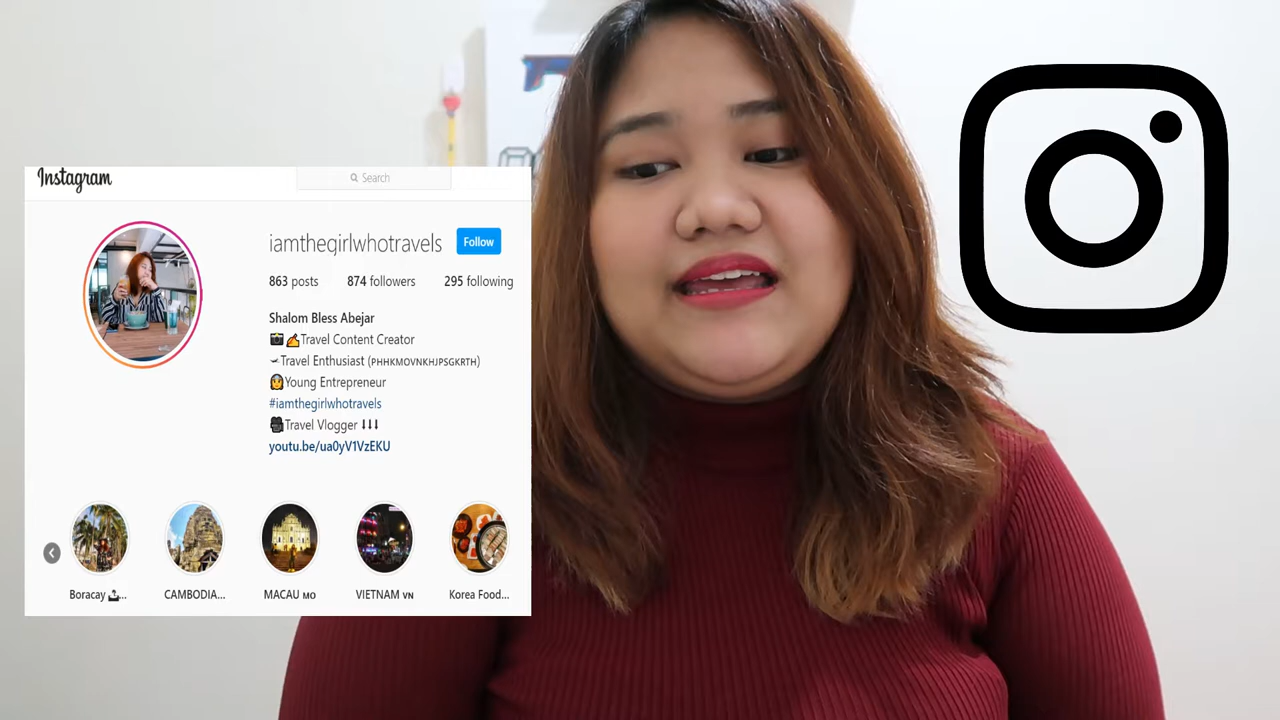 Instagram
Search
iamthegirlwhotravels Follow
863 posts 874 followers 295 following
Shalom Bless Abejar
📸✍Travel Content Creator
Travel Enthusiast (PHHKMOVNKHJPSGKRTH)
Young Entrepreneur
#iamthegirlwhotravels
Travel Vlogger ⬇⬇⬇
youtu.be/ua0yV1VzEKU
Boracay ... CAMBODIA... MACAU MO VIETNAM VN Korea Food...